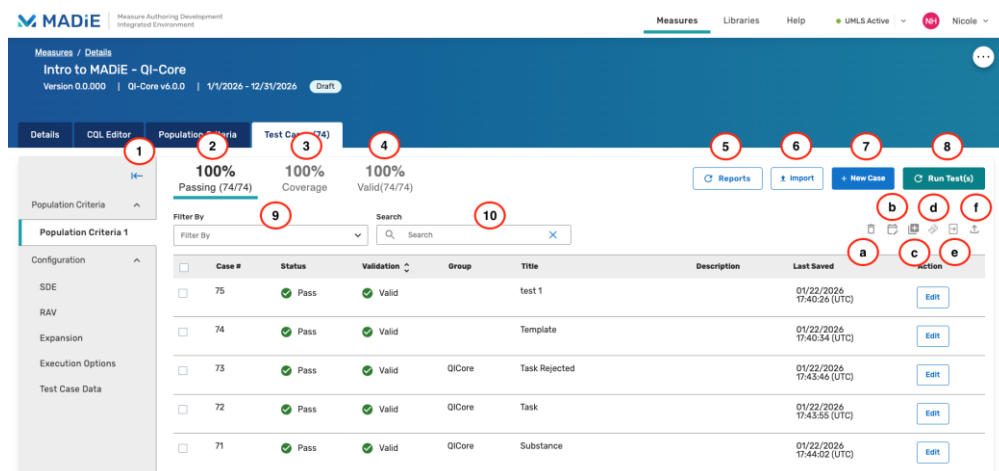 MADiE Measure Authoring Development Integrated Environment Measures Libraries Help UMLS Active NH Nicole
Measures / Details
Intro to MADiE - QI-Core
Version 0.0.000 | QI-Core v6.0.0 | 1/1/2026 - 12/31/2026 Draft
Details CQL Editor Population Criteria Test Cases (74)
1 2 3 4 5 6 7 8
100% 100% 100%
Passing (74/74) Coverage Valid(74/74) Reports Import + New Case Run Test(s)
Population Criteria
Filter By 9 Search 10 b d f
Population Criteria 1 Filter By Search
a c e
Configuration
Case # Status Validation Group Title Description Last Saved Action
SDE
75 Pass Valid test 1 01/22/2026 17:40:26 (UTC) Edit
RAV
74 Pass Valid Template 01/22/2026 17:40:34 (UTC) Edit
Expansion
Execution Options
73 Pass Valid QICore Task Rejected 01/22/2026 17:43:46 (UTC) Edit
Test Case Data
72 Pass Valid QICore Task 01/22/2026 17:43:55 (UTC) Edit
71 Pass Valid QICore Substance 01/22/2026 17:44:02 (UTC) Edit